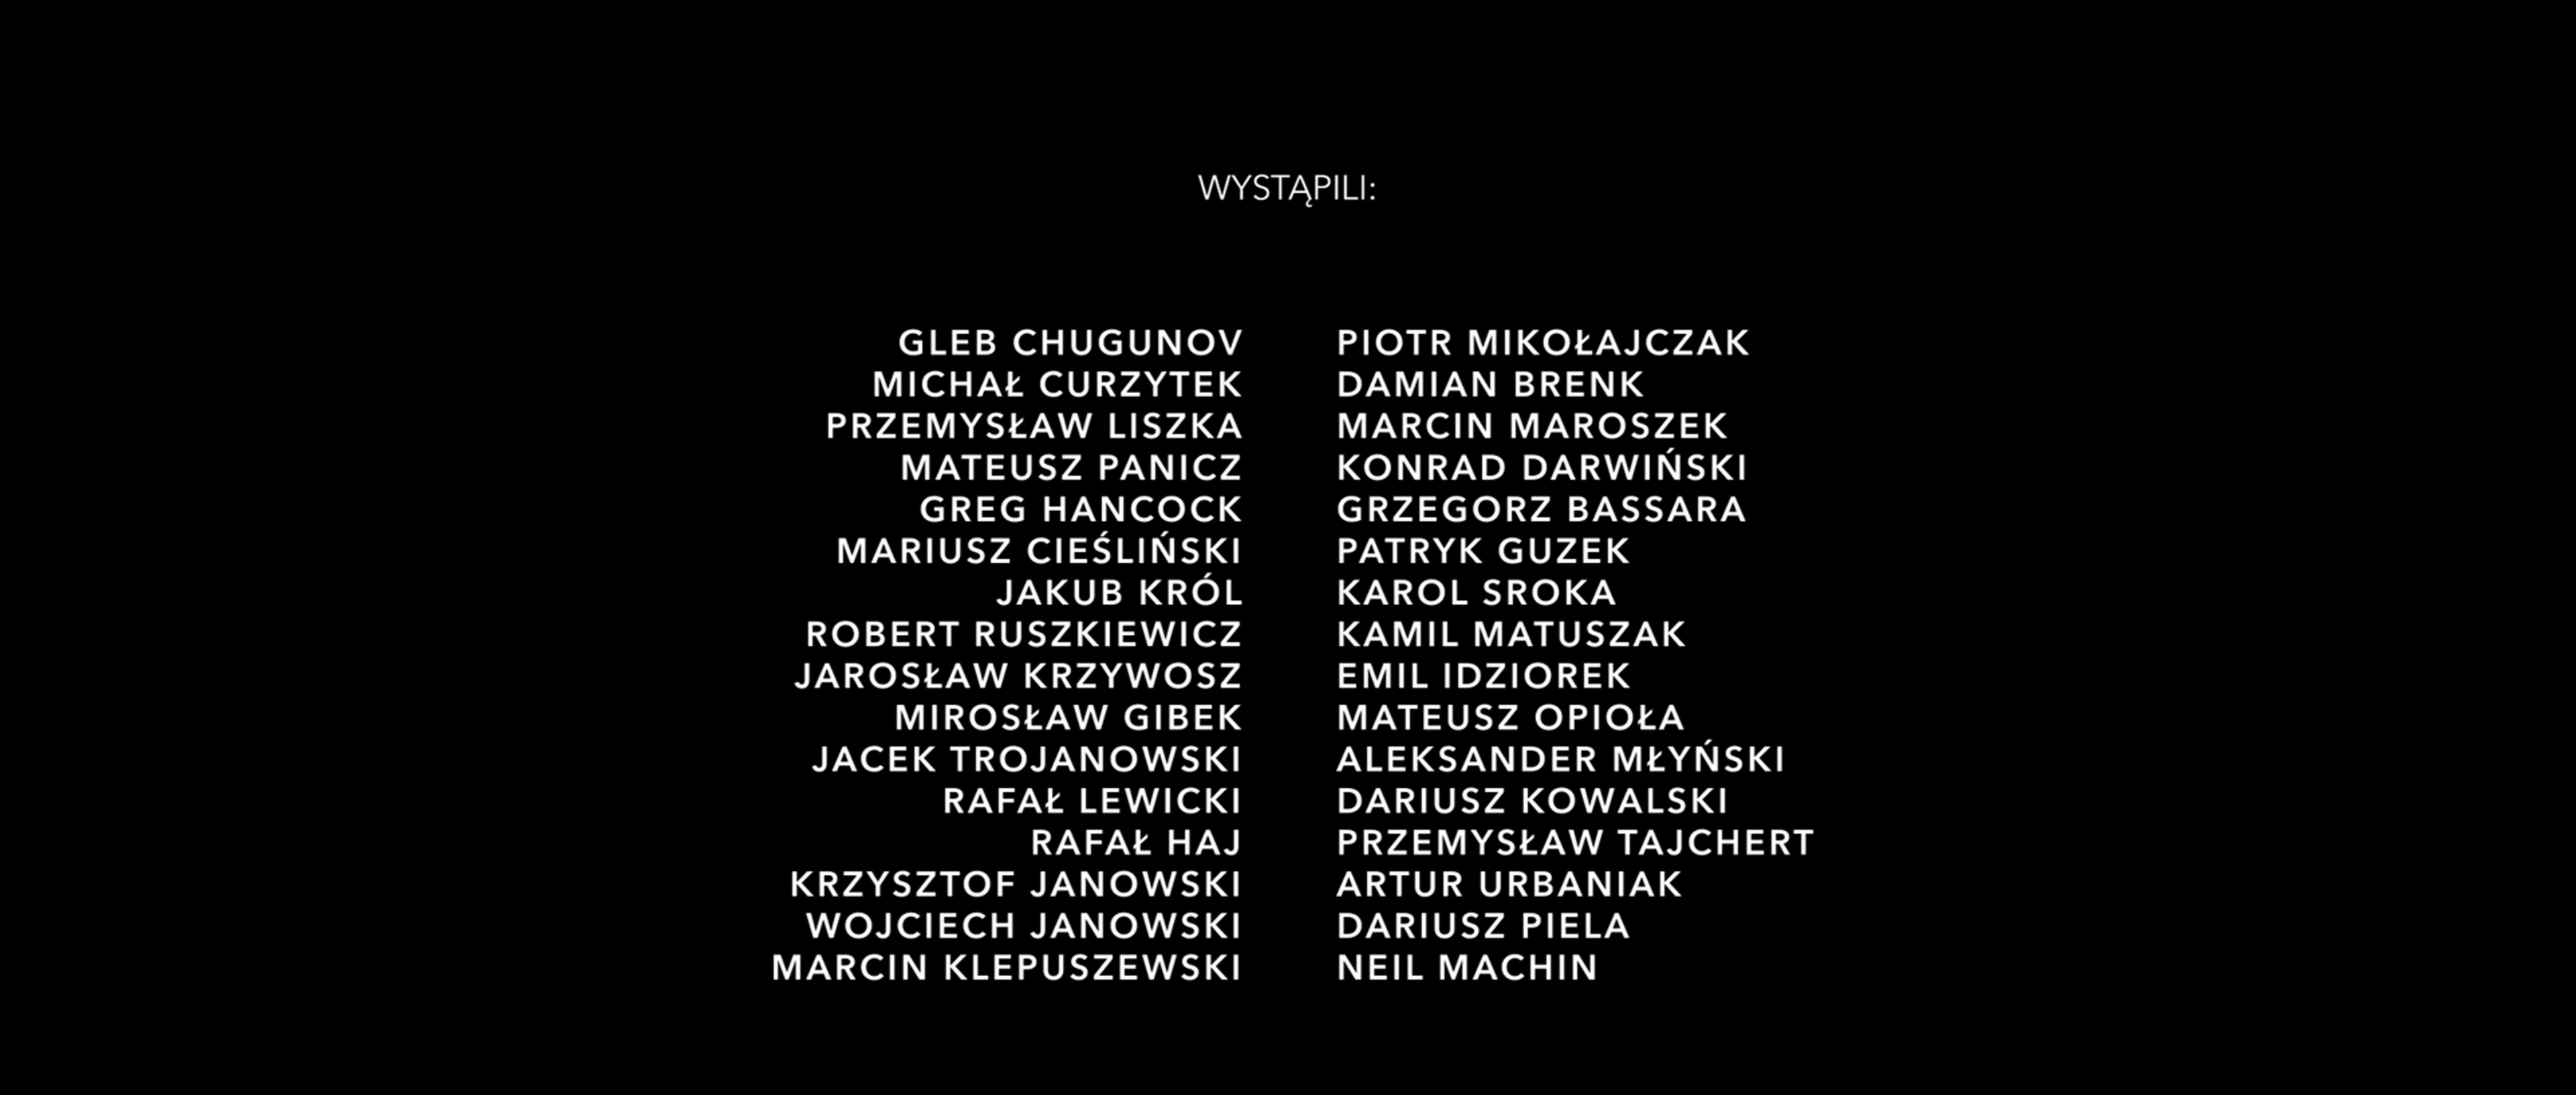 WYSTĄPILI:
GLEB CHUGUNOV
MICHAŁ CURZYTEK
PRZEMYSŁAW LISZKA
MATEUSZ PANICZ
GREG HANCOCK
MARIUSZ CIEŚLIŃSKI
JAKUB KRÓL
ROBERT RUSZKIEWICZ
JAROSŁAW KRZYWOSZ
MIROSŁAW GIBEK
JACEK TROJANOWSKI
RAFAŁ LEWICKI
RAFAŁ HAJ
KRZYSZTOF JANOWSKI
WOJCIECH JANOWSKI
MARCIN KLEPUSZEWSKI
PIOTR MIKOŁAJCZAK
DAMIAN BRENK
MARCIN MAROSZEK
KONRAD DARWIŃSKI
GRZEGORZ BASSARA
PATRYK GUZEK
KAROL SROKA
KAMIL MATUSZAK
EMIL IDZIOREK
MATEUSZ OPIOŁA
ALEKSANDER MŁYŃSKI
DARIUSZ KOWALSKI
PRZEMYSŁAW TAJCHERT
ARTUR URBANIAK
DARIUSZ PIELA
NEIL MACHIN